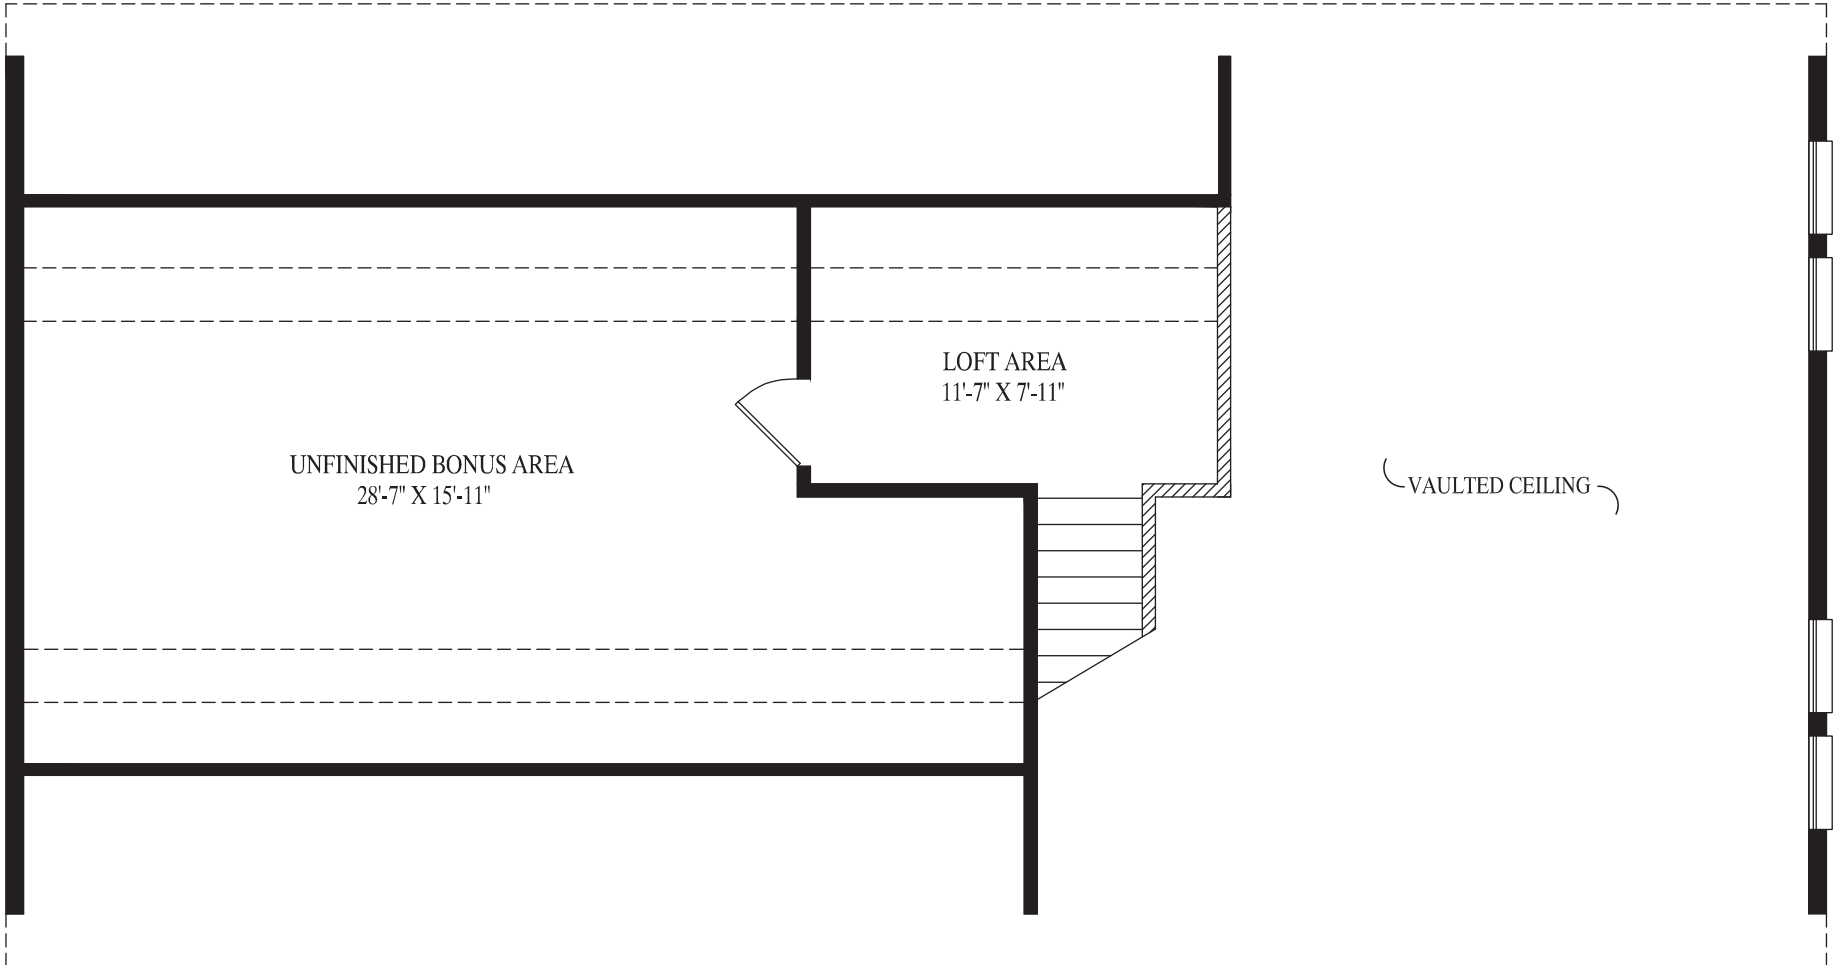 LOFT AREA
11'-7" X 7'-11"
UNFINISHED BONUS AREA
28'-7" X 15'-11"
VAULTED CEILING